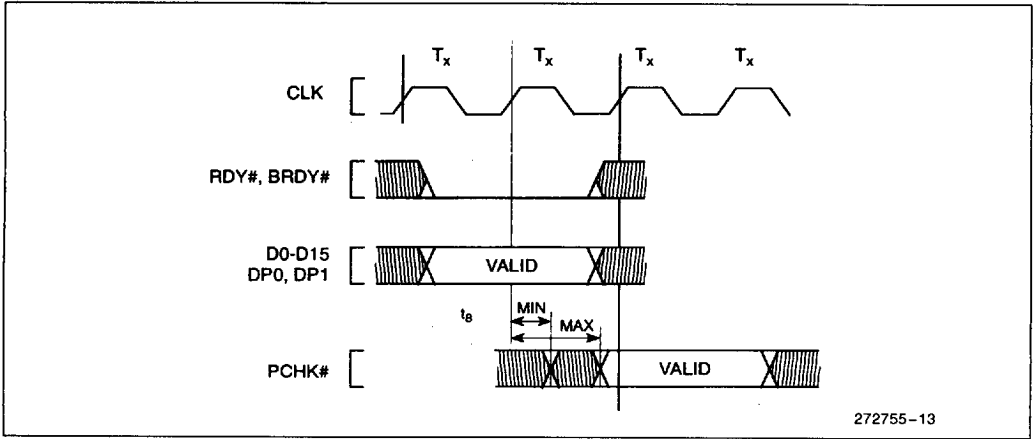 Tx Tx Tx Tx
CLK
RDY#, BRDY#
D0-D15
DP0, DP1
VALID
t8 MIN
MAX
PCHK#
VALID
272755-13